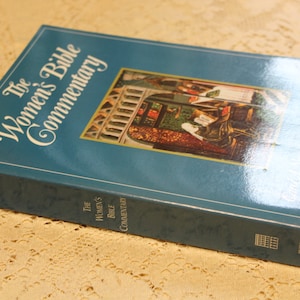 The
Women's Bible
Commentary
THE
WOMEN'S
BIBLE
COMMENTARY